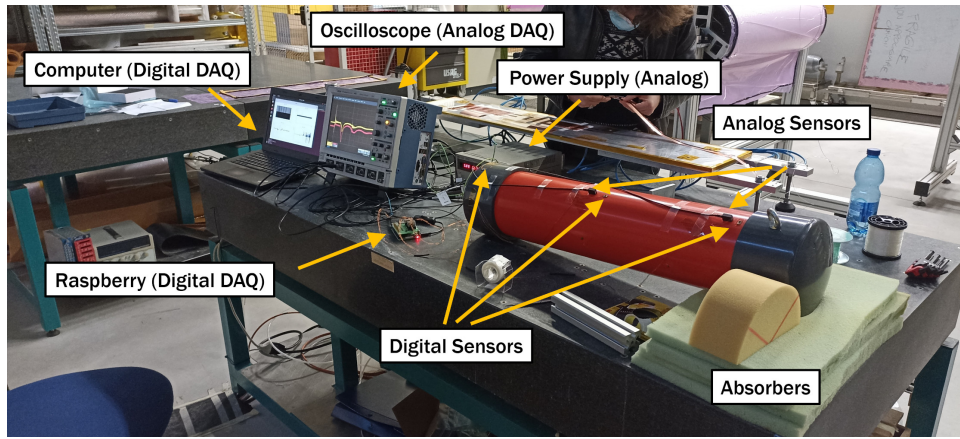 Oscilloscope (Analog DAQ)
Computer (Digital DAQ)
Power Supply (Analog)
Analog Sensors
Raspberry (Digital DAQ)
Digital Sensors
Absorbers